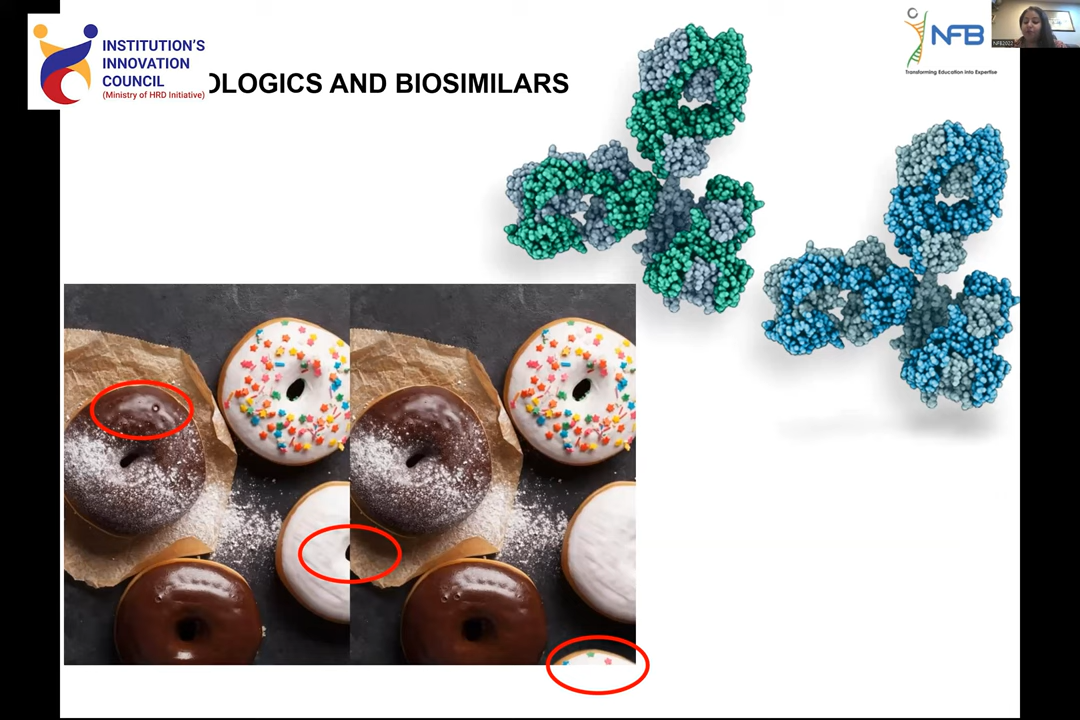 INSTITUTION'S
INNOVATION
COUNCIL
(Ministry of HRD Initiative)
OLOGICS AND BIOSIMILARS
NFB
Transforming Education into Expertise